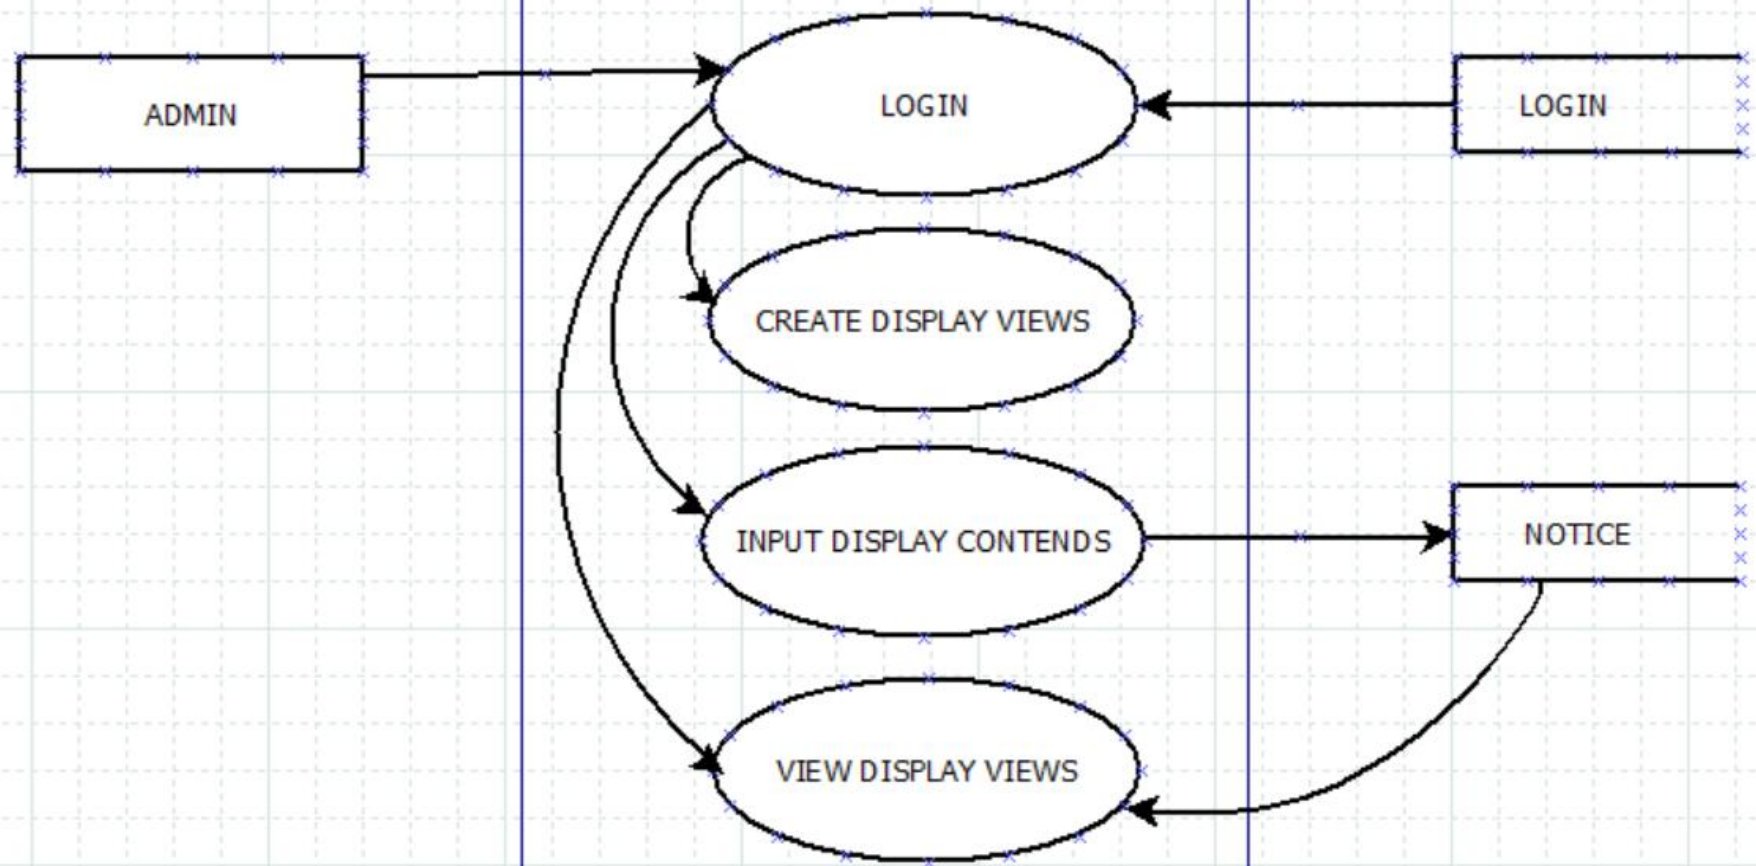 ADMIN
LOGIN
LOGIN
CREATE DISPLAY VIEWS
INPUT DISPLAY CONTENDS
NOTICE
VIEW DISPLAY VIEWS